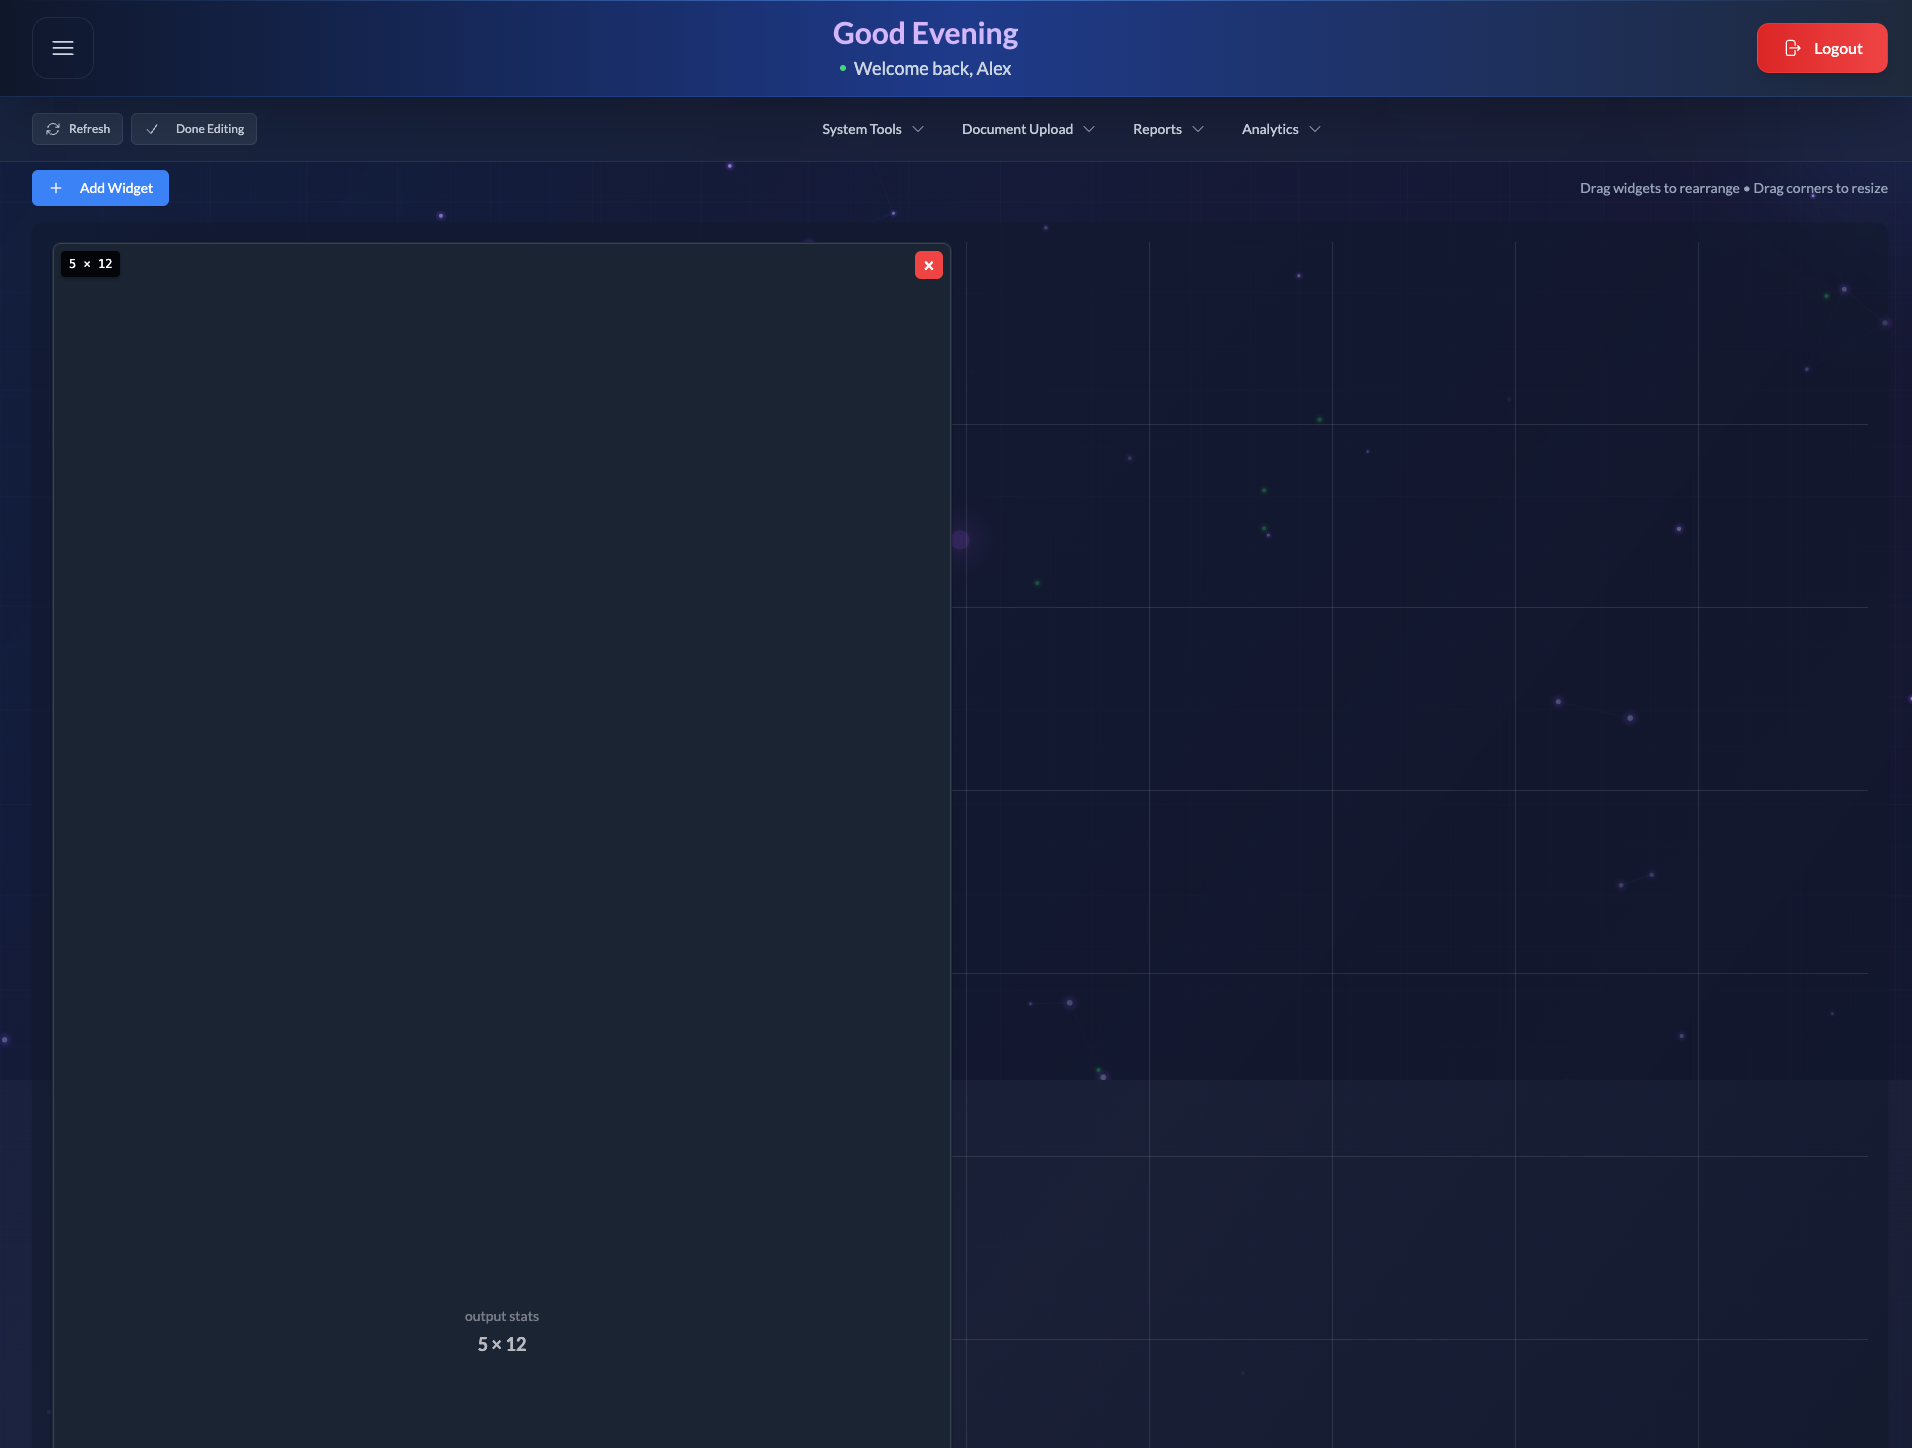 Good Evening
Welcome back, Alex
Logout
Refresh
Done Editing
System Tools
Document Upload
Reports
Analytics
Add Widget
Drag widgets to rearrange • Drag corners to resize
5 × 12
output stats
5 × 12